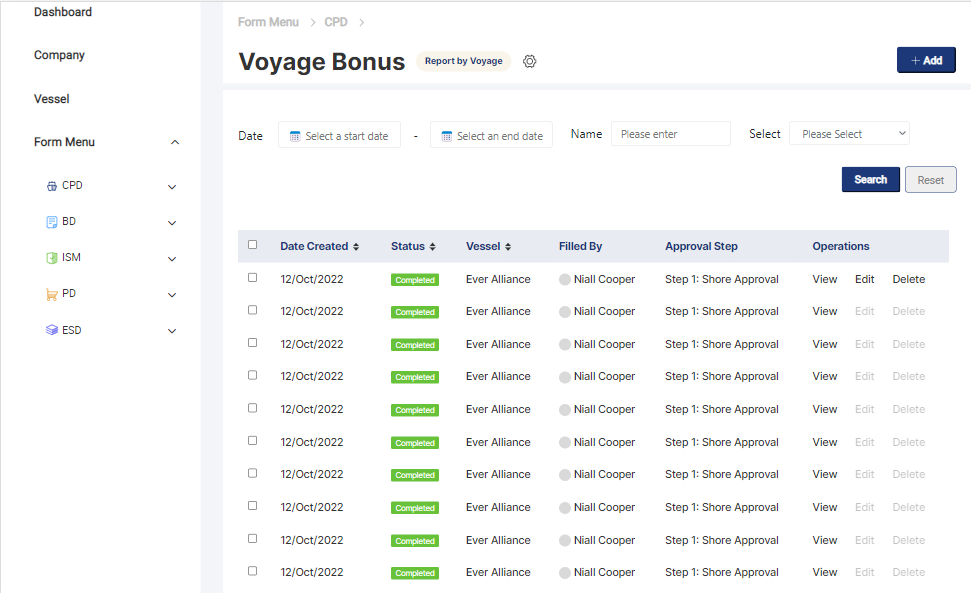 Dashboard
Company
Vessel
Form Menu
CPD
BD
ISM
PD
ESD
Form Menu > CPD >
Voyage Bonus Report by Voyage
+ Add
Date Select a start date - Select an end date Name Please enter Select Please Select
Search Reset
Date Created Status Vessel Filled By Approval Step Operations
12/Oct/2022 Completed Ever Alliance Niall Cooper Step 1: Shore Approval View Edit Delete
12/Oct/2022 Completed Ever Alliance Niall Cooper Step 1: Shore Approval View Edit Delete
12/Oct/2022 Completed Ever Alliance Niall Cooper Step 1: Shore Approval View Edit Delete
12/Oct/2022 Completed Ever Alliance Niall Cooper Step 1: Shore Approval View Edit Delete
12/Oct/2022 Completed Ever Alliance Niall Cooper Step 1: Shore Approval View Edit Delete
12/Oct/2022 Completed Ever Alliance Niall Cooper Step 1: Shore Approval View Edit Delete
12/Oct/2022 Completed Ever Alliance Niall Cooper Step 1: Shore Approval View Edit Delete
12/Oct/2022 Completed Ever Alliance Niall Cooper Step 1: Shore Approval View Edit Delete
12/Oct/2022 Completed Ever Alliance Niall Cooper Step 1: Shore Approval View Edit Delete
12/Oct/2022 Completed Ever Alliance Niall Cooper Step 1: Shore Approval View Edit Delete